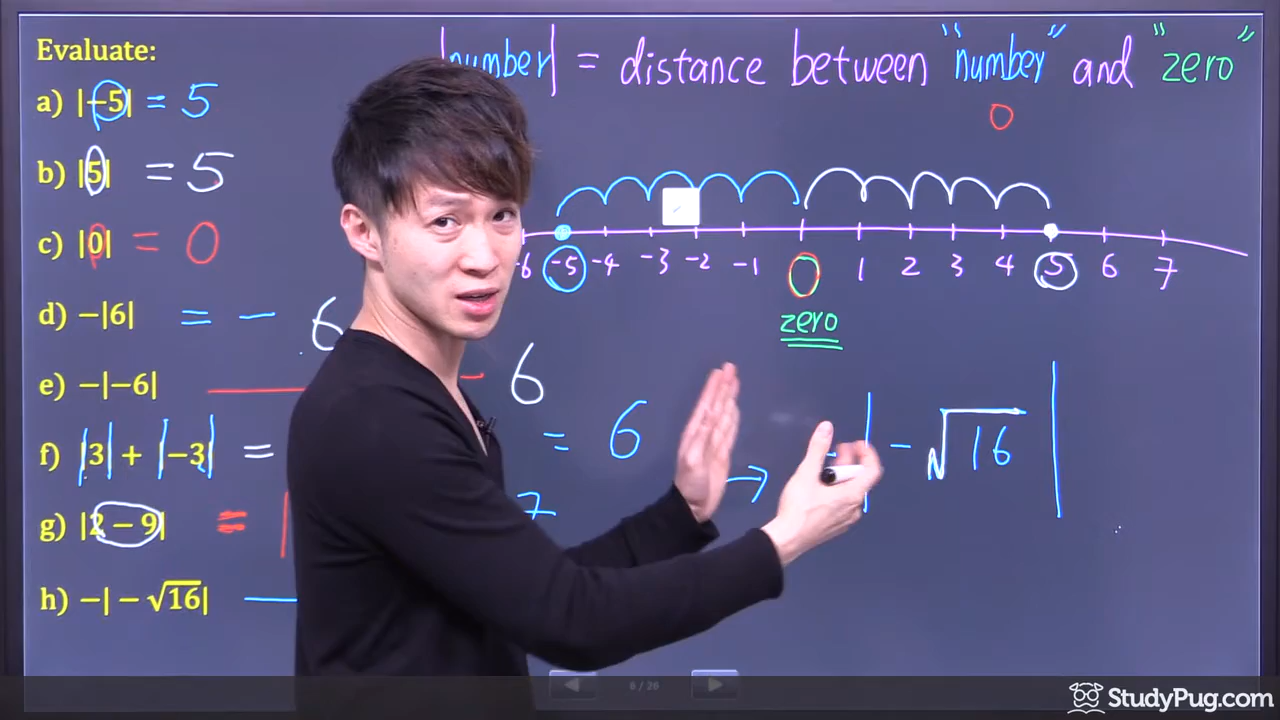 Evaluate:
a) |−5| = 5
b) |5| = 5
c) |0| = 0
d) −|6| = − 6
e) −|−6| − 6
f) |3| + |−3| = = 6
g) |2 − 9| = | 7
h) −| − √16|
|number| = distance between "number" and "zero"
0
-6 -5 -4 -3 -2 -1 0 1 2 3 4 5 6 7
zero
→ − | − √16 |
6 / 26
StudyPug.com